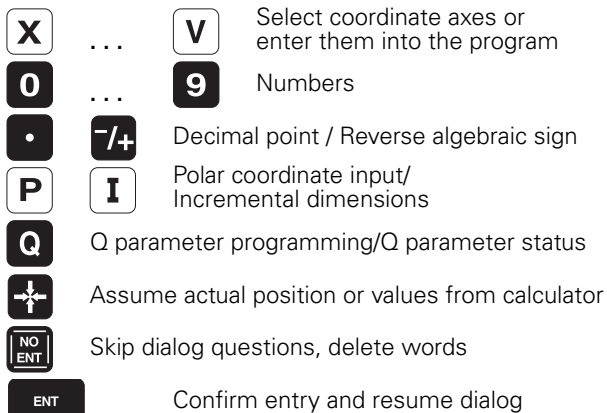 X ... V Select coordinate axes or
enter them into the program
0 ... 9 Numbers
· -/+ Decimal point / Reverse algebraic sign
P I Polar coordinate input/
Incremental dimensions
Q Q parameter programming/Q parameter status
Assume actual position or values from calculator
NO
ENT Skip dialog questions, delete words
ENT Confirm entry and resume dialog